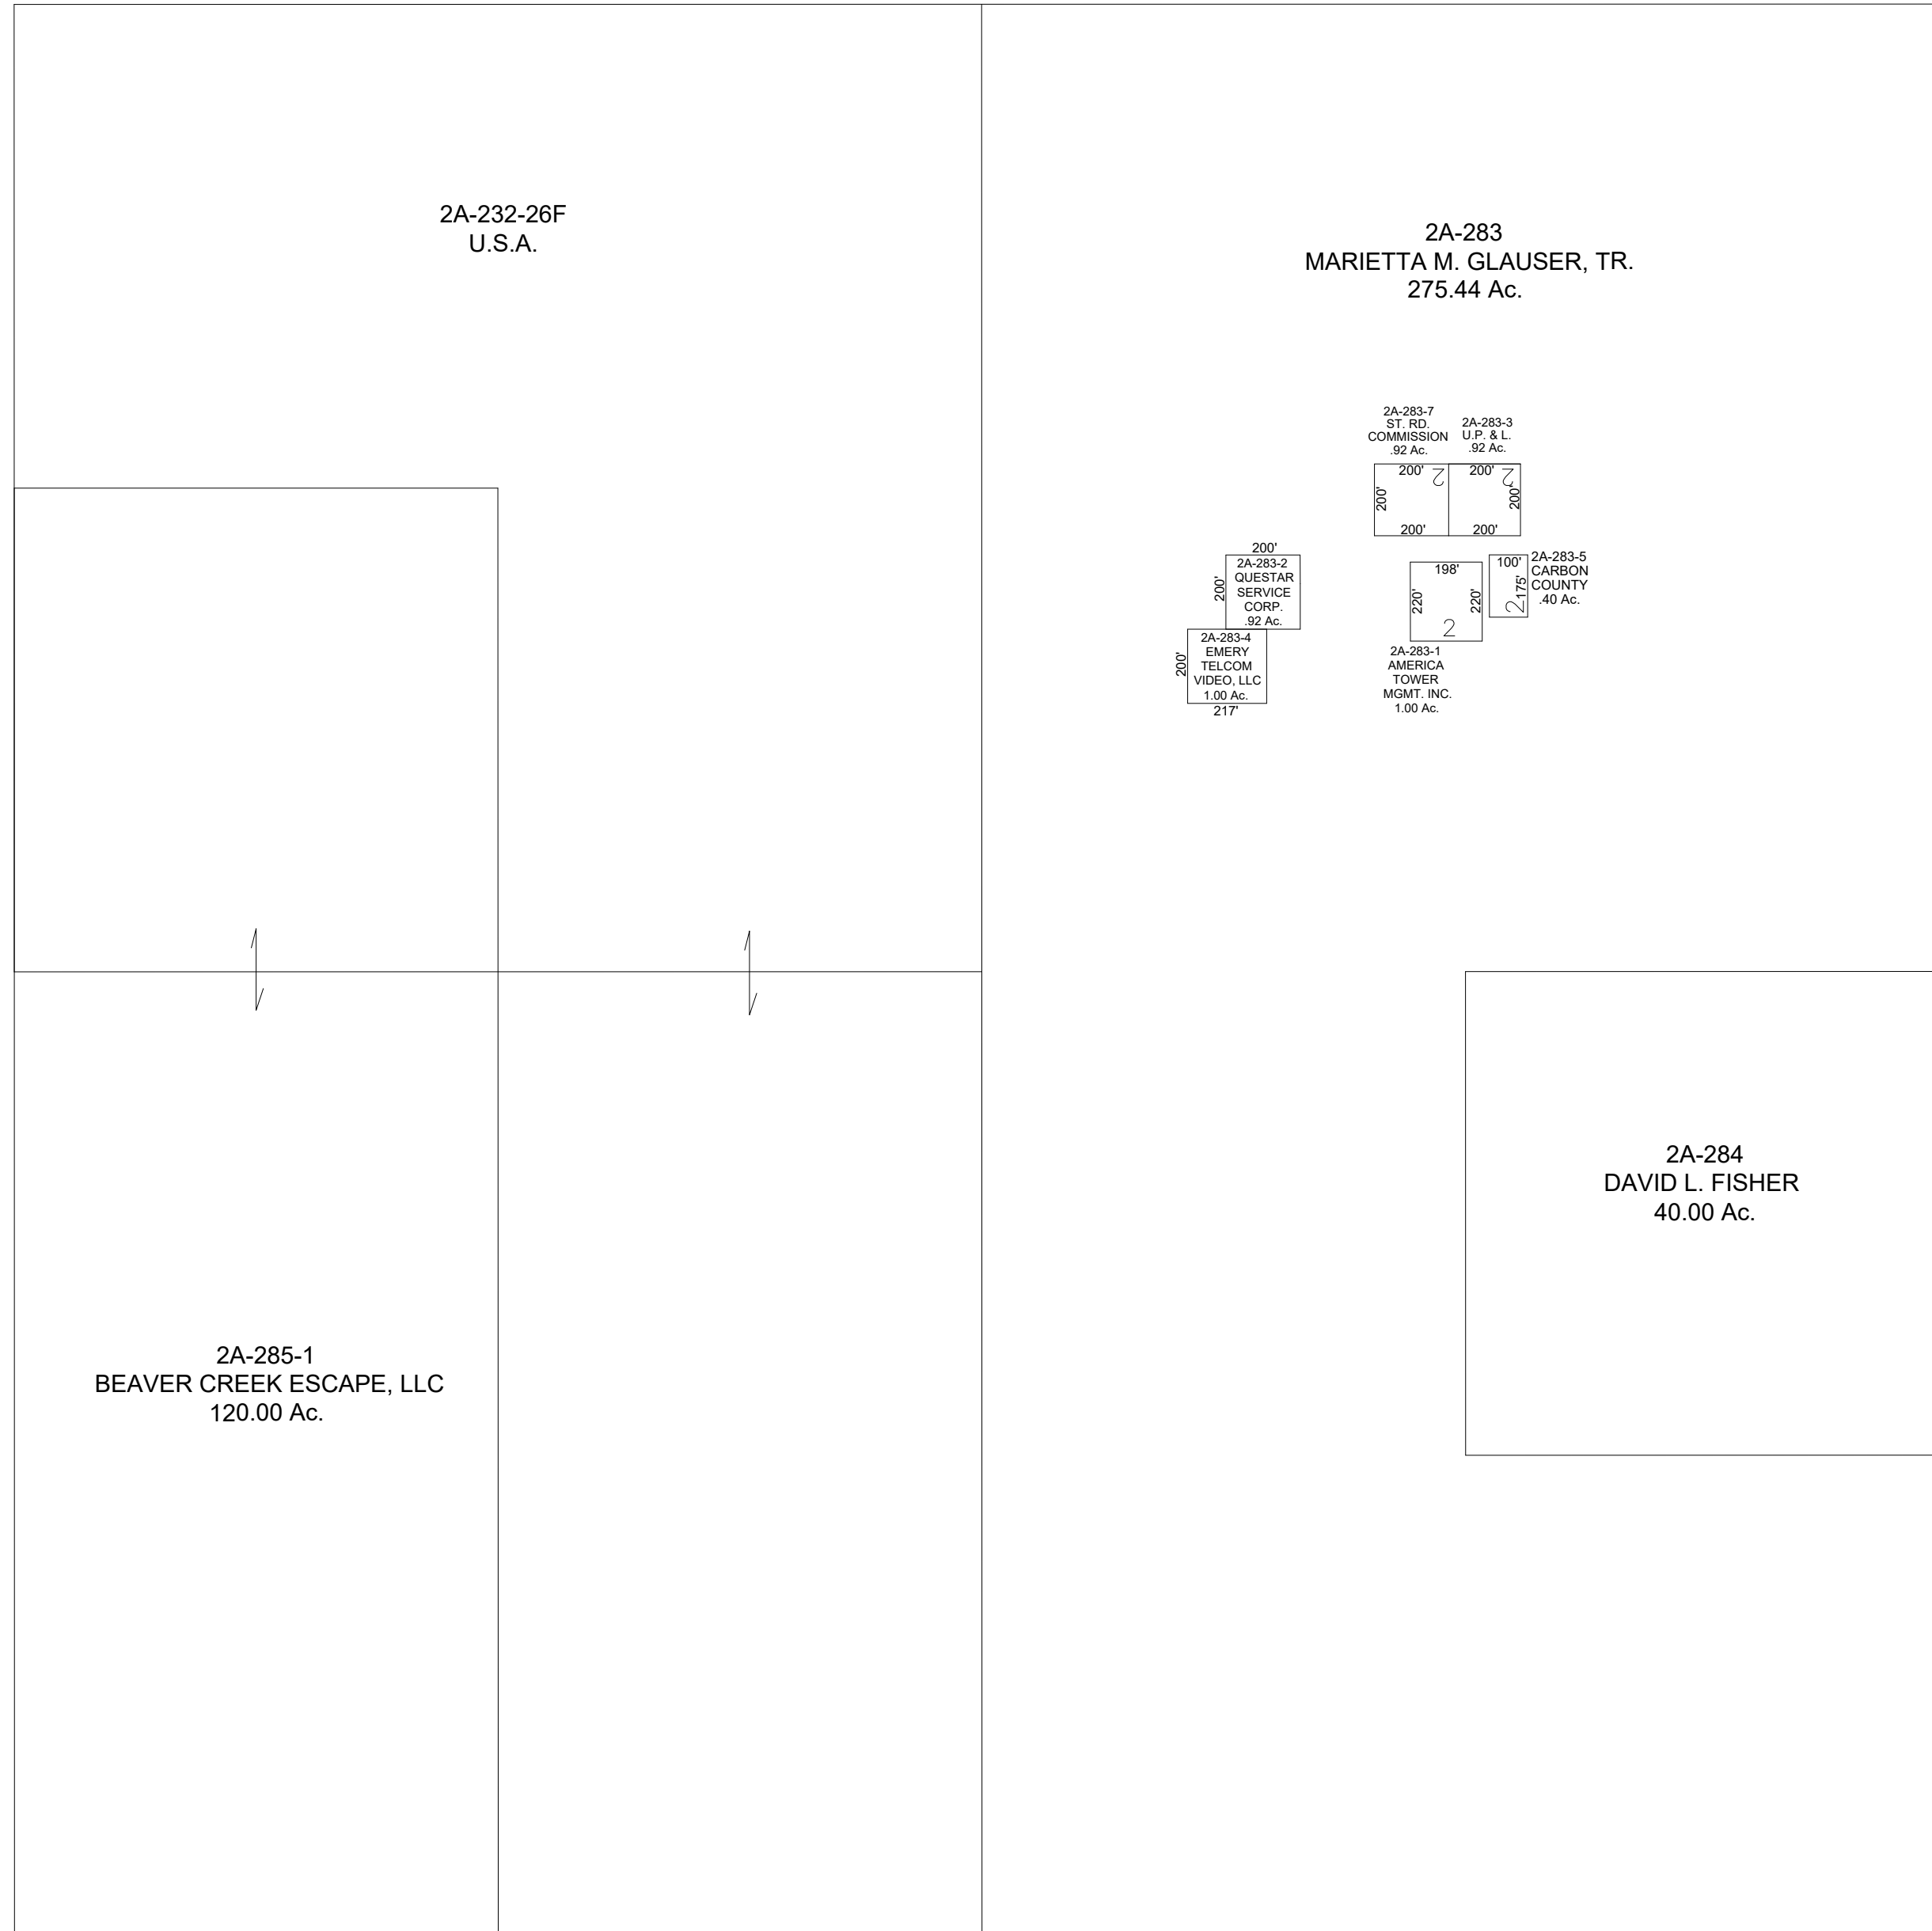 2A-232-26F
U.S.A.
2A-283
MARIETTA M. GLAUSER, TR.
275.44 Ac.
2A-283-7
ST. RD.
COMMISSION
.92 Ac.
2A-283-3
U.P. & L.
.92 Ac.
200'
2
200'
2
200'
200'
200'
200'
200'
200'
2A-283-2
QUESTAR
SERVICE
CORP.
.92 Ac.
2A-283-4
EMERY
TELCOM
VIDEO, LLC
1.00 Ac.
200'
217'
198'
220'
220'
2
2A-283-1
AMERICA
TOWER
MGMT. INC.
1.00 Ac.
100'
175'
2
2A-283-5
CARBON
COUNTY
.40 Ac.
2A-284
DAVID L. FISHER
40.00 Ac.
2A-285-1
BEAVER CREEK ESCAPE, LLC
120.00 Ac.